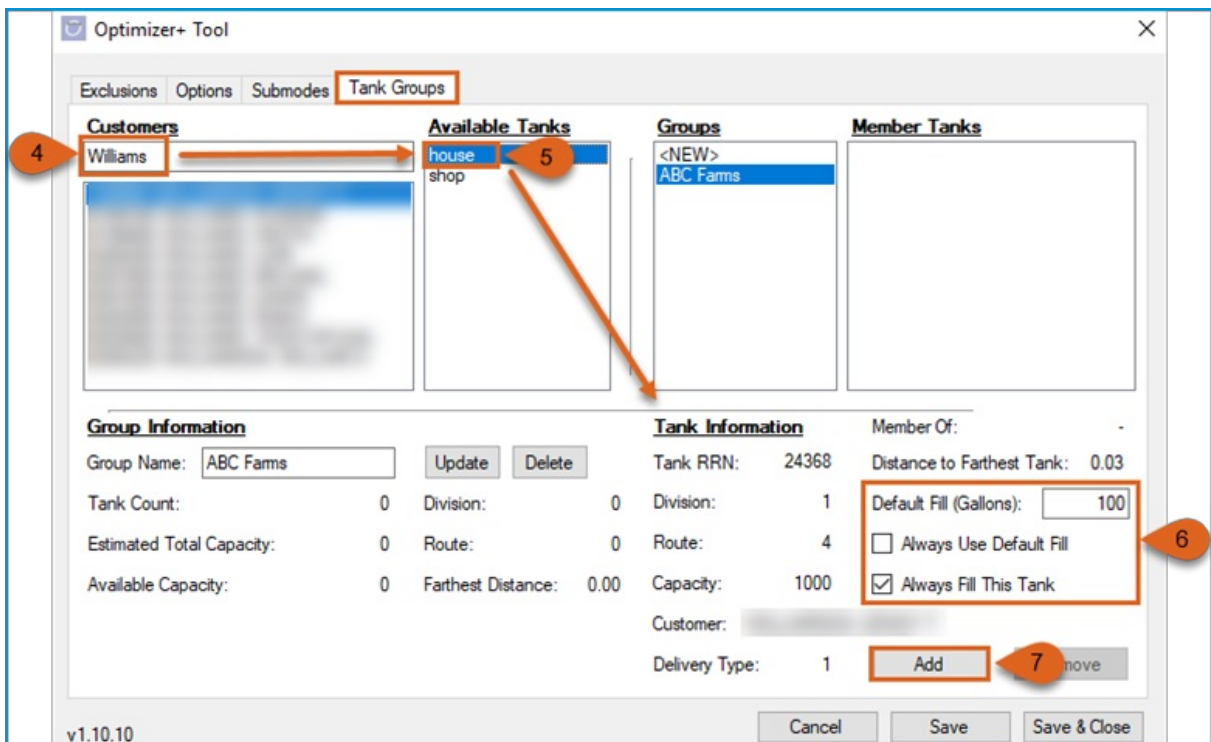 Optimizer+ Tool
Exclusions Options Submodes Tank Groups
Customers Available Tanks Groups Member Tanks
4 Williams house 5 <NEW>
shop ABC Farms
Group Information Tank Information Member Of: -
Group Name: ABC Farms Update Delete Tank RRN: 24368 Distance to Farthest Tank: 0.03
Tank Count: 0 Division: 0 Division: 1 Default Fill (Gallons): 100
Estimated Total Capacity: 0 Route: 0 Route: 4 Always Use Default Fill 6
Available Capacity: 0 Farthest Distance: 0.00 Capacity: 1000 Always Fill This Tank
Customer:
Delivery Type: 1 Add 7 move
v1.10.10 Cancel Save Save & Close